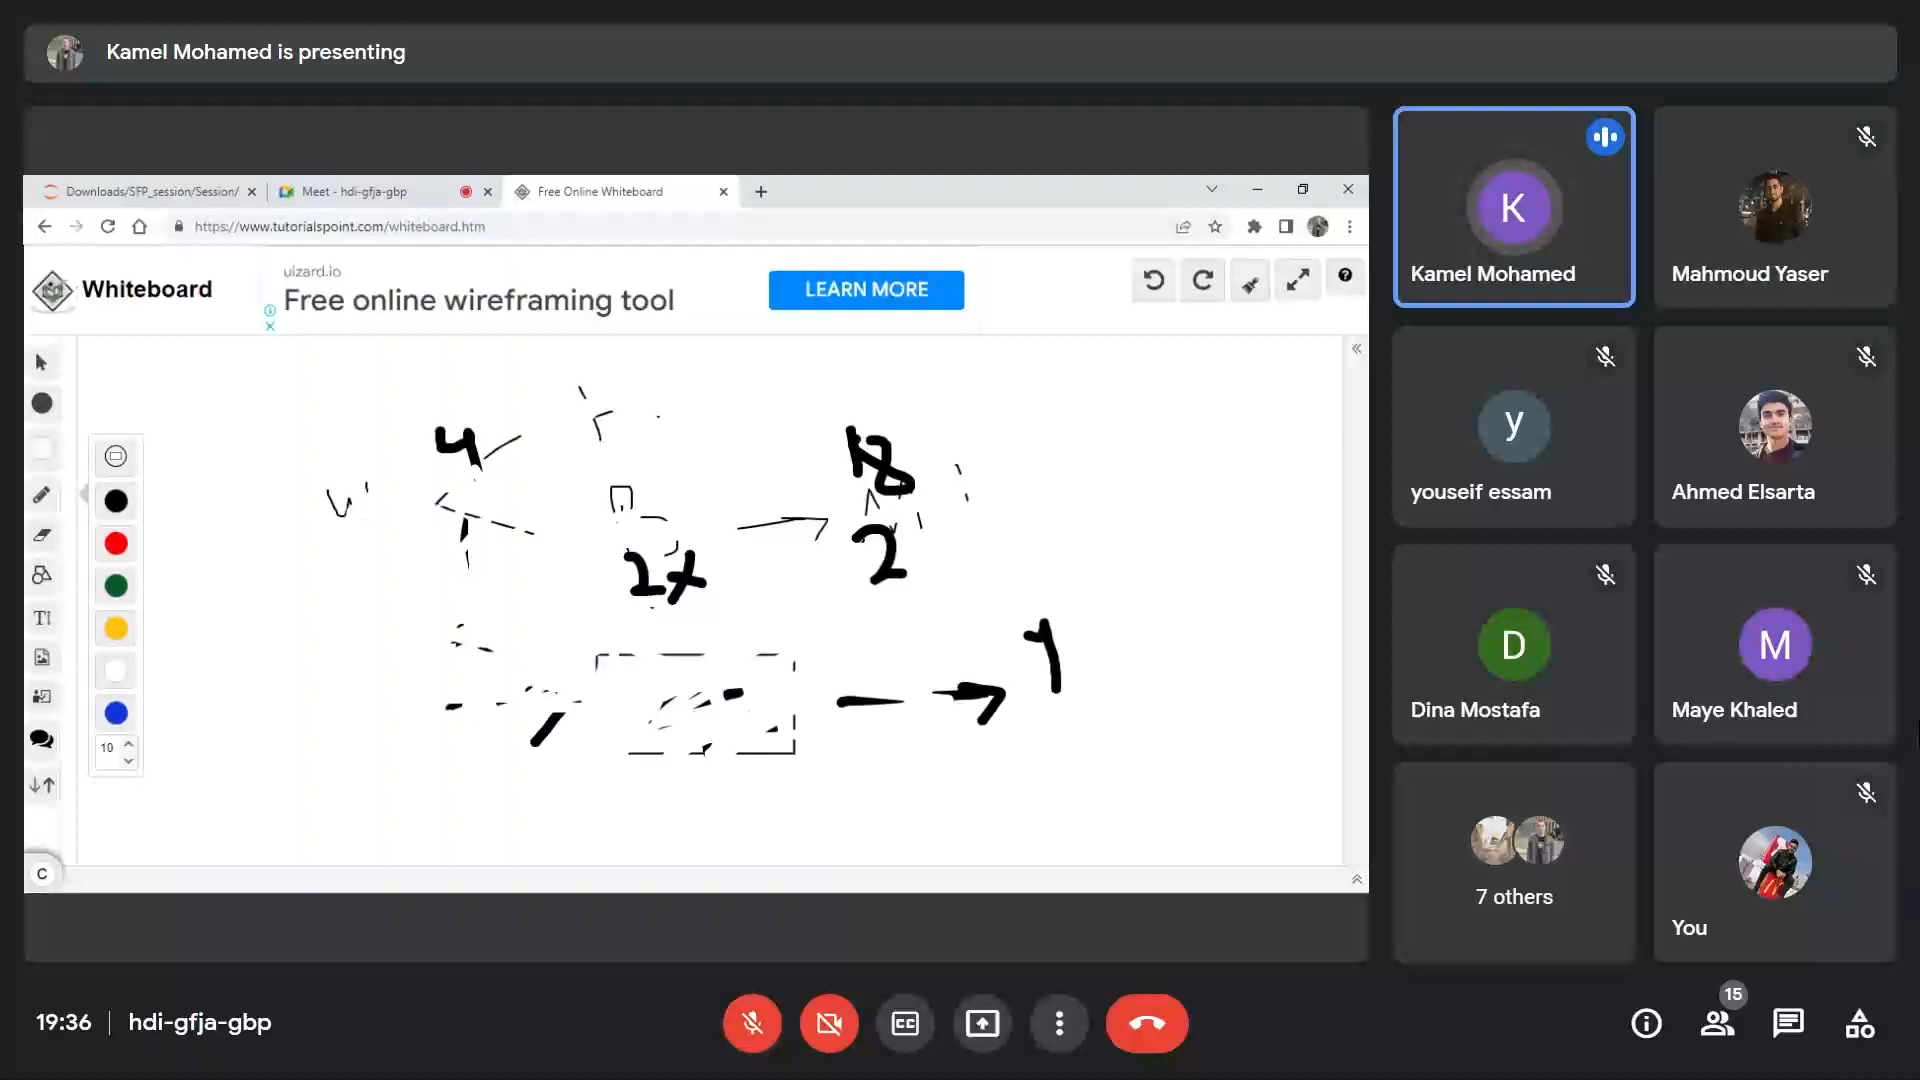 Kamel Mohamed is presenting
Downloads/SFP_session/Session/
Meet - hdi-gfja-gbp
Free Online Whiteboard
https://www.tutorialspoint.com/whiteboard.htm
Whiteboard
uizard.io
Free online wireframing tool
LEARN MORE
4
2x
2
y
10
C
K
Kamel Mohamed
Mahmoud Yaser
y
youseif essam
Ahmed Elsarta
D
Dina Mostafa
M
Maye Khaled
7 others
You
19:36
hdi-gfja-gbp
CC
15